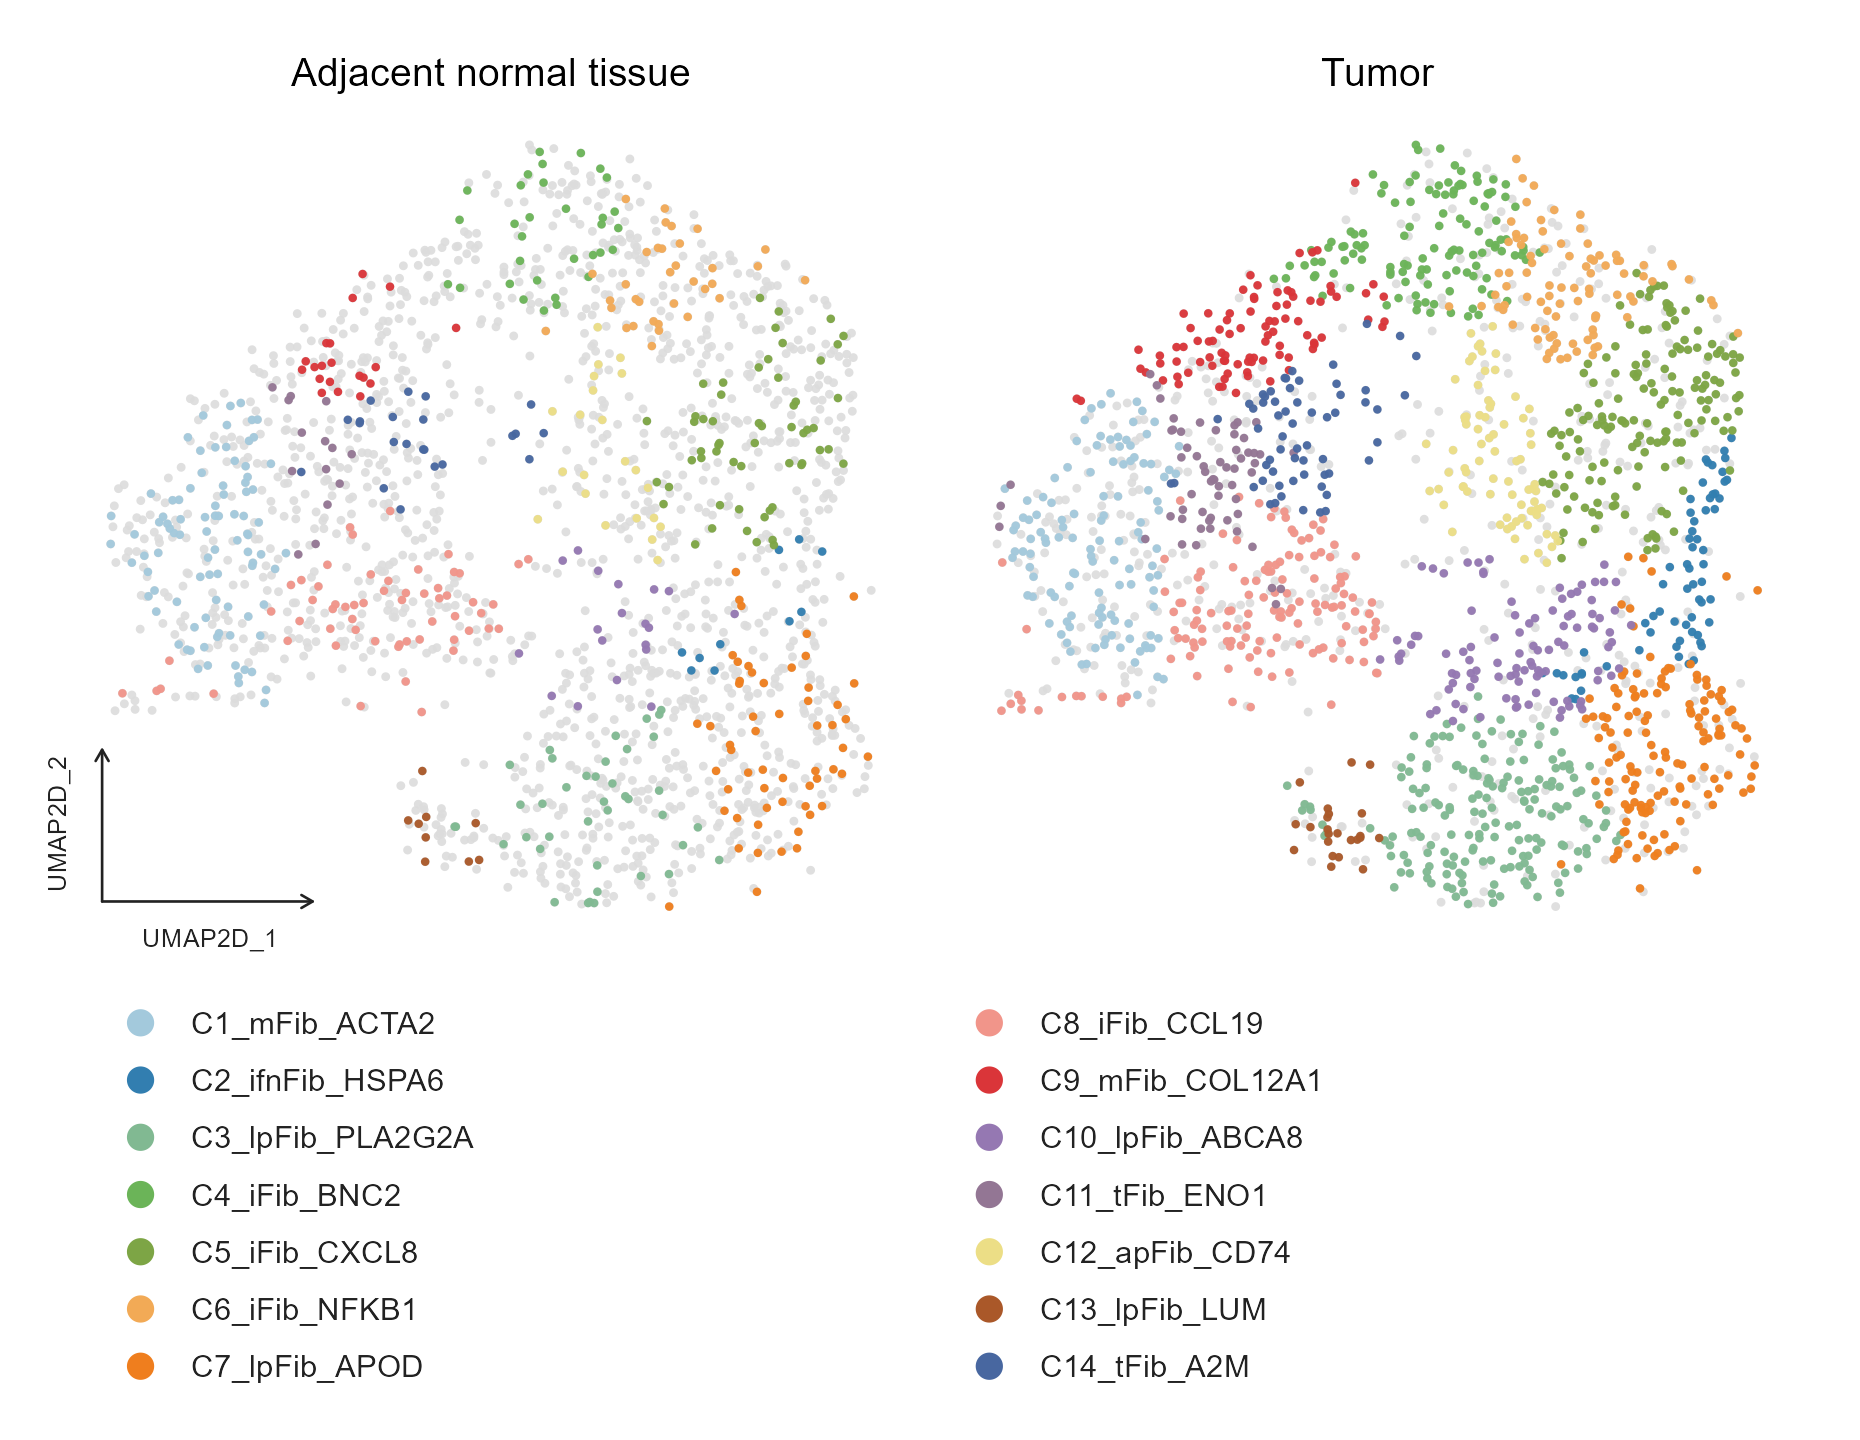 Adjacent normal tissue
Tumor
UMAP2D_2
UMAP2D_1
C1_mFib_ACTA2
C2_ifnFib_HSPA6
C3_lpFib_PLA2G2A
C4_iFib_BNC2
C5_iFib_CXCL8
C6_iFib_NFKB1
C7_lpFib_APOD
C8_iFib_CCL19
C9_mFib_COL12A1
C10_lpFib_ABCA8
C11_tFib_ENO1
C12_apFib_CD74
C13_lpFib_LUM
C14_tFib_A2M